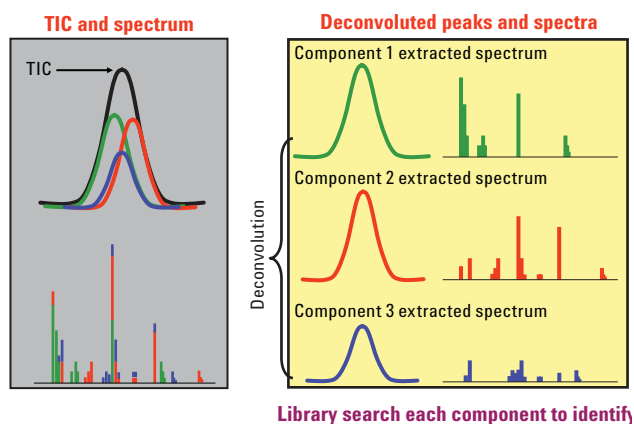 TIC and spectrum
TIC
Deconvoluted peaks and spectra
Component 1 extracted spectrum
Component 2 extracted spectrum
Component 3 extracted spectrum
Deconvolution
Library search each component to identify